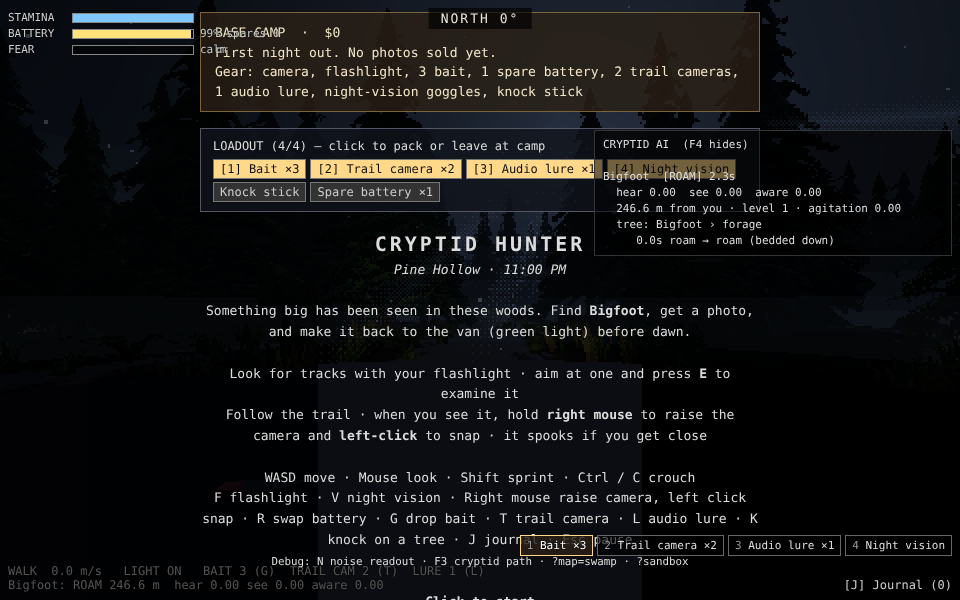 STAMINA
BATTERY 99%
FEAR calm
NORTH 0°
BASE CAMP · $0
First night out. No photos sold yet.
Gear: camera, flashlight, 3 bait, 1 spare battery, 2 trail cameras,
1 audio lure, night-vision goggles, knock stick
LOADOUT (4/4) — click to pack or leave at camp
[1] Bait ×3 [2] Trail camera ×2 [3] Audio lure ×1 [4] Night vision
Knock stick Spare battery ×1
CRYPTID AI (F4 hides)
Bigfoot [ROAM] 2.3s
hear 0.00 see 0.00 aware 0.00
246.6 m from you · level 1 · agitation 0.00
tree: Bigfoot › forage
0.0s roam → roam (bedded down)
CRYPTID HUNTER
Pine Hollow · 11:00 PM
Something big has been seen in these woods. Find Bigfoot, get a photo,
and make it back to the van (green light) before dawn.
Look for tracks with your flashlight · aim at one and press E to
examine it
Follow the trail · when you see it, hold right mouse to raise the
camera and left-click to snap · it spooks if you get close
WASD move · Mouse look · Shift sprint · Ctrl / C crouch
F flashlight · V night vision · Right mouse raise camera, left click
snap · R swap battery · G drop bait · T trail camera · L audio lure · K
knock on a tree · J journal · Esc pause
1 Bait ×3 2 Trail camera ×2 3 Audio lure ×1 4 Night vision
Debug: N noise readout · F3 cryptid path · ?map=swamp · ?sandbox
WALK 0.0 m/s LIGHT ON BAIT 3 (G) TRAIL CAM 2 (T) LURE 1 (L)
Bigfoot: ROAM 246.6 m hear 0.00 see 0.00 aware 0.00
[J] Journal (0)
Click to start